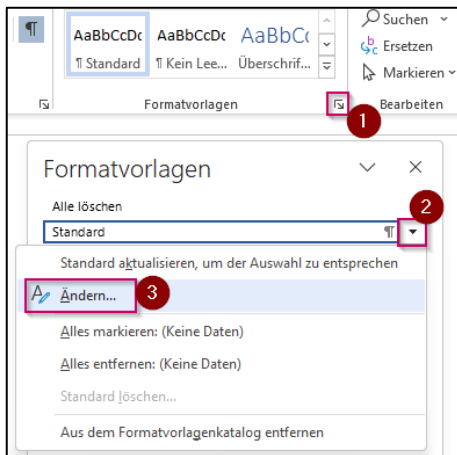 ¶
AaBbCcDc AaBbCcDc AaBbCc
¶ Standard ¶ Kein Lee... Überschrif...
Suchen
Ersetzen
Markieren
Formatvorlagen
Bearbeiten
1
Formatvorlagen
Alle löschen
2
Standard ¶
Standard aktualisieren, um der Auswahl zu entsprechen
Ändern...
3
Alles markieren: (Keine Daten)
Alles entfernen: (Keine Daten)
Standard löschen...
Aus dem Formatvorlagenkatalog entfernen